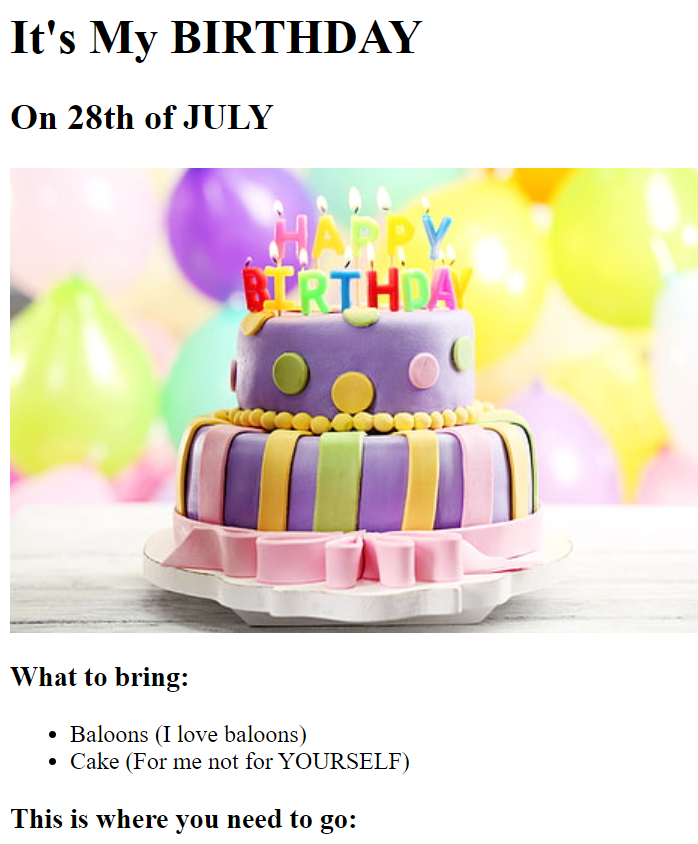 It's My BIRTHDAY
On 28th of JULY
HAPPY
BIRTHDAY
What to bring:
Baloons (I love baloons)
Cake (For me not for YOURSELF)
This is where you need to go: